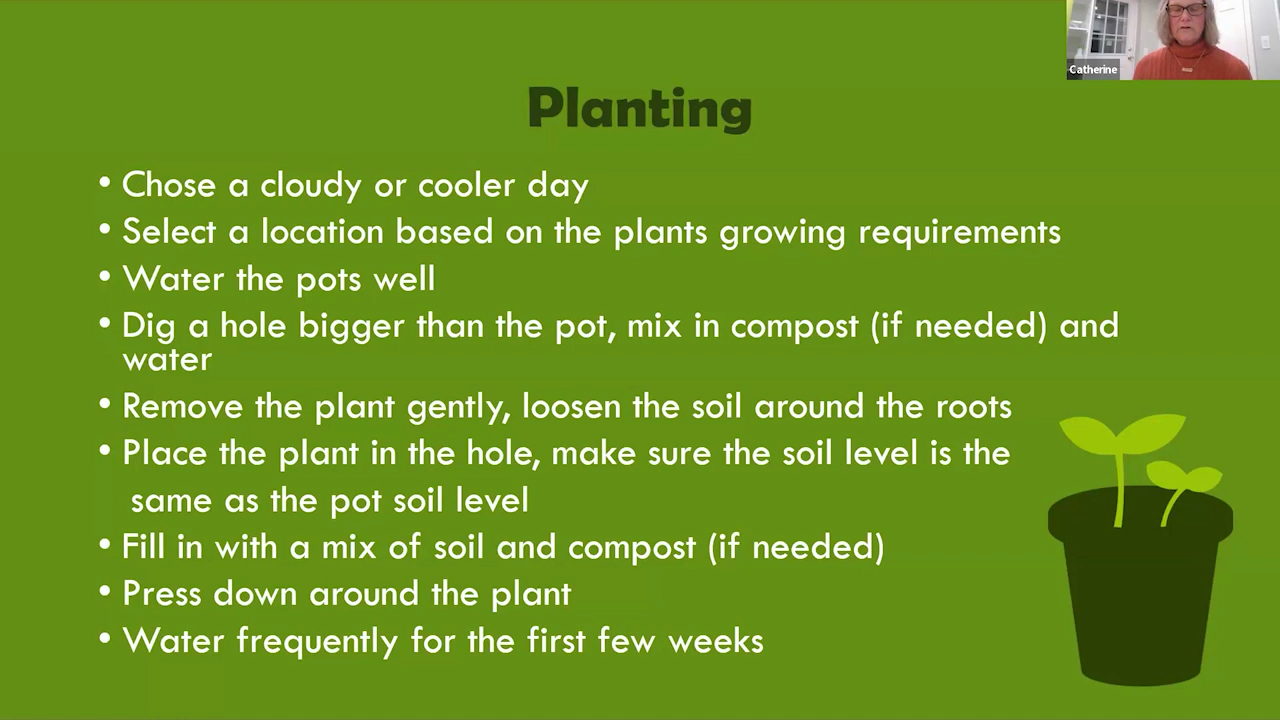 Catherine
Planting
• Chose a cloudy or cooler day
• Select a location based on the plants growing requirements
• Water the pots well
• Dig a hole bigger than the pot, mix in compost (if needed) and
water
• Remove the plant gently, loosen the soil around the roots
• Place the plant in the hole, make sure the soil level is the
same as the pot soil level
• Fill in with a mix of soil and compost (if needed)
• Press down around the plant
• Water frequently for the first few weeks